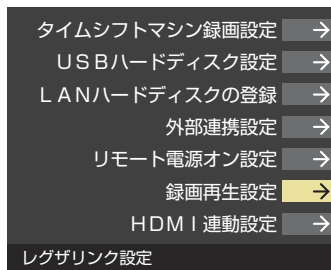 タイムシフトマシン録画設定 →
ＵＳＢハードディスク設定 →
ＬＡＮハードディスクの登録 →
外部連携設定 →
リモート電源オン設定 →
録画再生設定 →
ＨＤＭＩ連動設定 →
レグザリンク設定